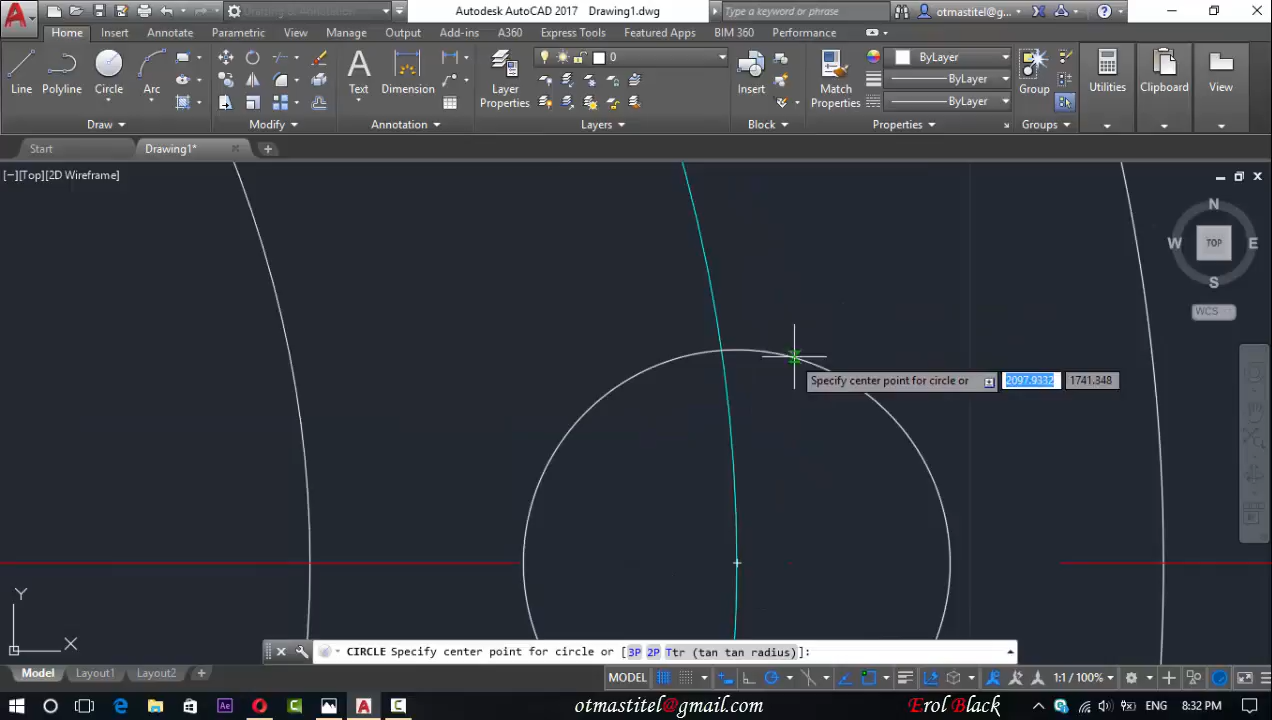 Autodesk AutoCAD 2017 Drawing1.dwg
Type a keyword or phrase
otmastitel@g...
Home Insert Annotate Parametric View Manage Output Add-ins A360 Express Tools Featured Apps BIM 360 Performance
Line Polyline Circle Arc Text Dimension Layer Properties 0 Insert Match Properties ByLayer Group Utilities Clipboard View
ByLayer
ByLayer
Draw Modify Annotation Layers Block Properties Groups
Start Drawing1*
[−][Top][2D Wireframe]
N
W TOP E
S
WCS
Specify center point for circle or 2097.9332 1741.348
Y
X
CIRCLE Specify center point for circle or [3P 2P Ttr (tan tan radius)]:
Model Layout1 Layout2 MODEL 1:1 / 100%
Ae C A C otmastitel@gmail.com Erol Black ENG 8:32 PM